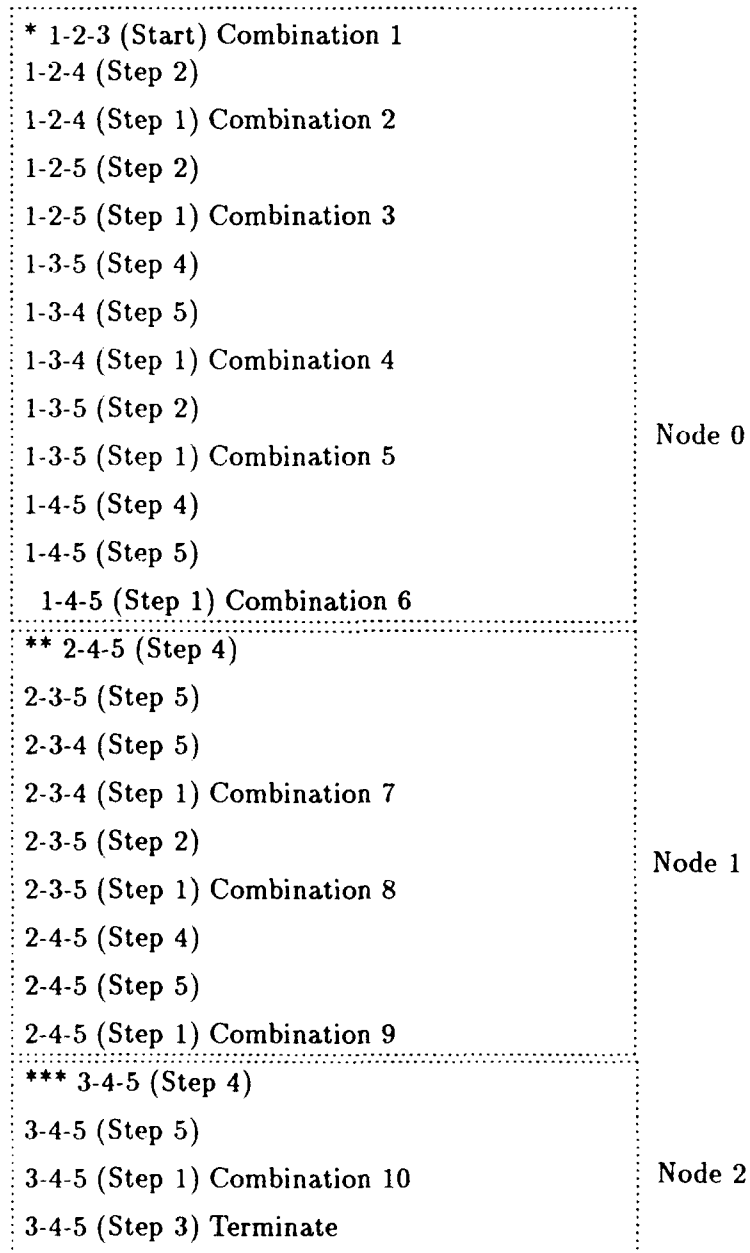 * 1-2-3 (Start) Combination 1
1-2-4 (Step 2)
1-2-4 (Step 1) Combination 2
1-2-5 (Step 2)
1-2-5 (Step 1) Combination 3
1-3-5 (Step 4)
1-3-4 (Step 5)
1-3-4 (Step 1) Combination 4
1-3-5 (Step 2)
Node 0
1-3-5 (Step 1) Combination 5
1-4-5 (Step 4)
1-4-5 (Step 5)
1-4-5 (Step 1) Combination 6
** 2-4-5 (Step 4)
2-3-5 (Step 5)
2-3-4 (Step 5)
2-3-4 (Step 1) Combination 7
2-3-5 (Step 2)
Node 1
2-3-5 (Step 1) Combination 8
2-4-5 (Step 4)
2-4-5 (Step 5)
2-4-5 (Step 1) Combination 9
*** 3-4-5 (Step 4)
3-4-5 (Step 5)
3-4-5 (Step 1) Combination 10
Node 2
3-4-5 (Step 3) Terminate